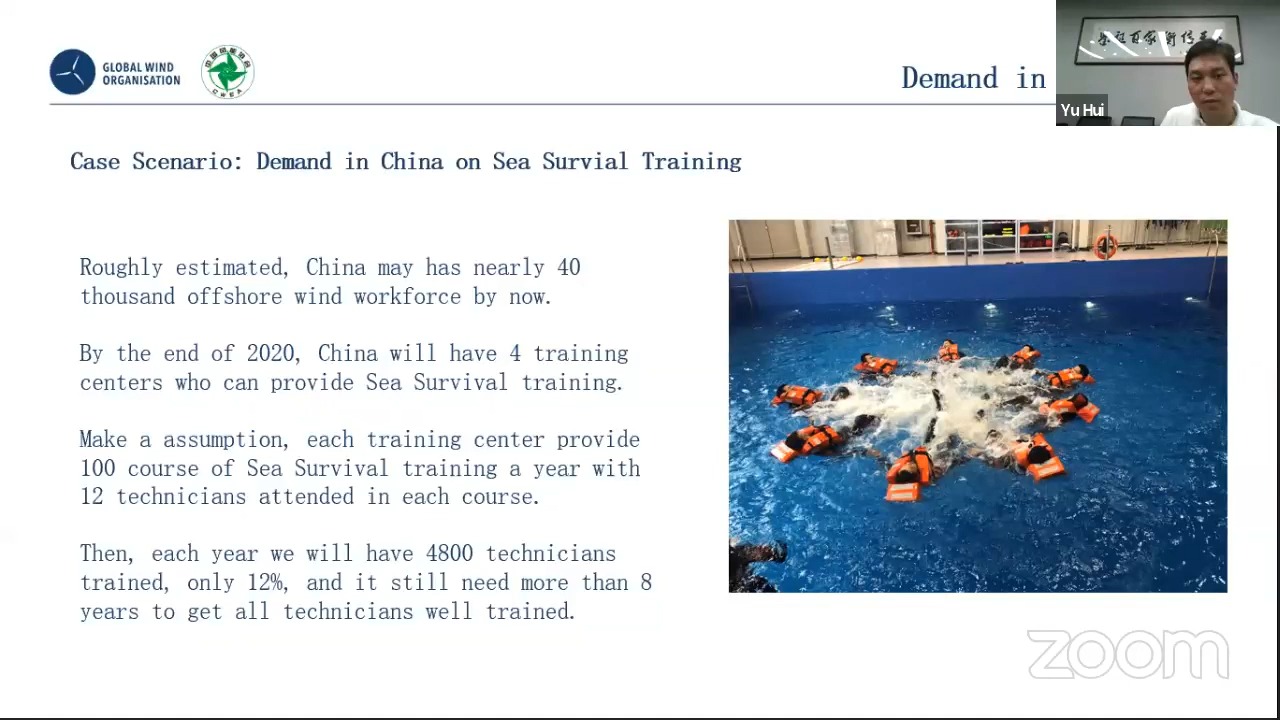 GLOBAL WIND
ORGANISATION
CWEA
Demand in
Yu Hui
Case Scenario: Demand in China on Sea Survial Training
Roughly estimated, China may has nearly 40
thousand offshore wind workforce by now.
By the end of 2020, China will have 4 training
centers who can provide Sea Survival training.
Make a assumption, each training center provide
100 course of Sea Survival training a year with
12 technicians attended in each course.
Then, each year we will have 4800 technicians
trained, only 12%, and it still need more than 8
years to get all technicians well trained.
zoom